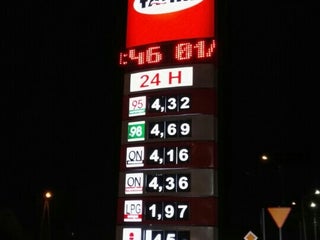 :46 01/
24 H
95 4,32
98 4,69
ON 4,16
ON 4,36
LPG 1,97